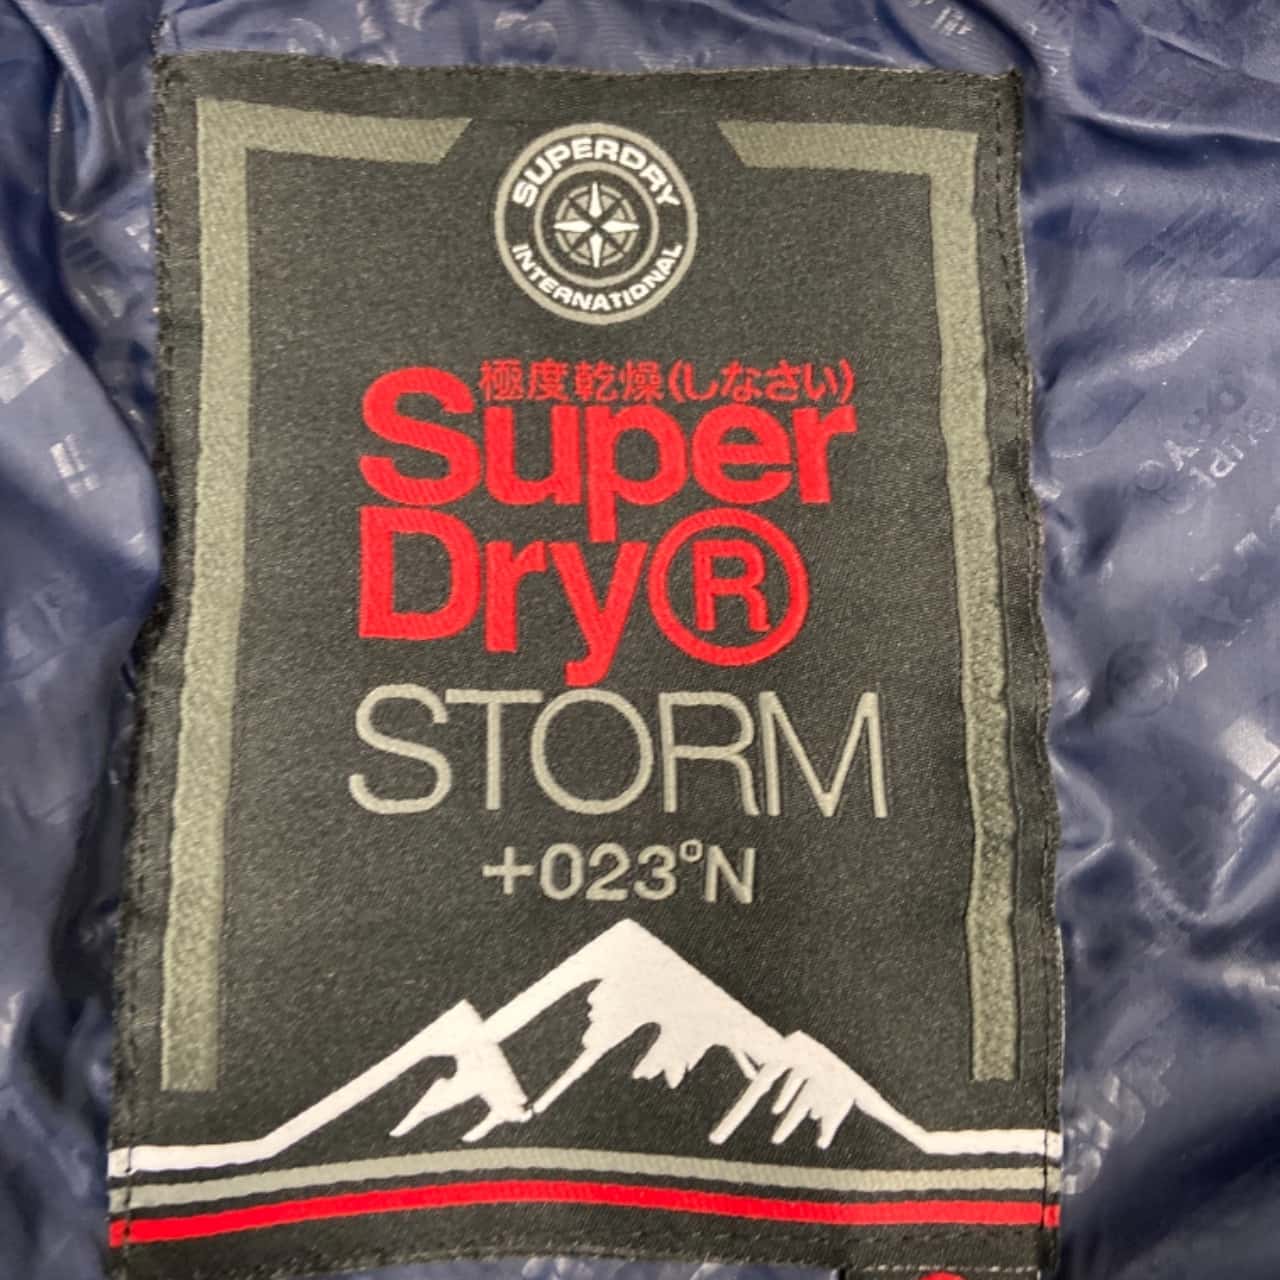 SUPERDRY
INTERNATIONAL
極度乾燥(しなさい)
Super
Dry®
STORM
+023°N